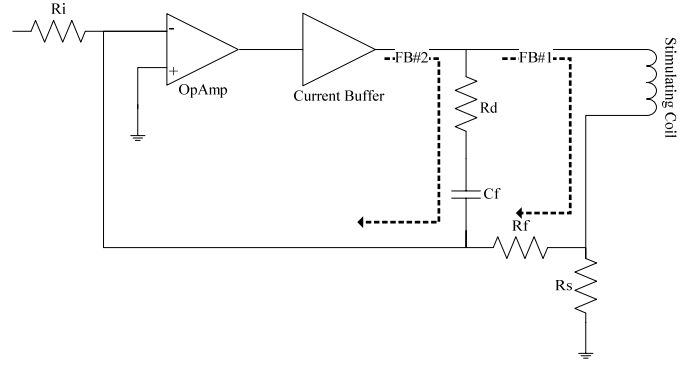 Ri
-
+
OpAmp
Current Buffer
FB#2
FB#1
Rd
Cf
Rf
Rs
Stimulating Coil